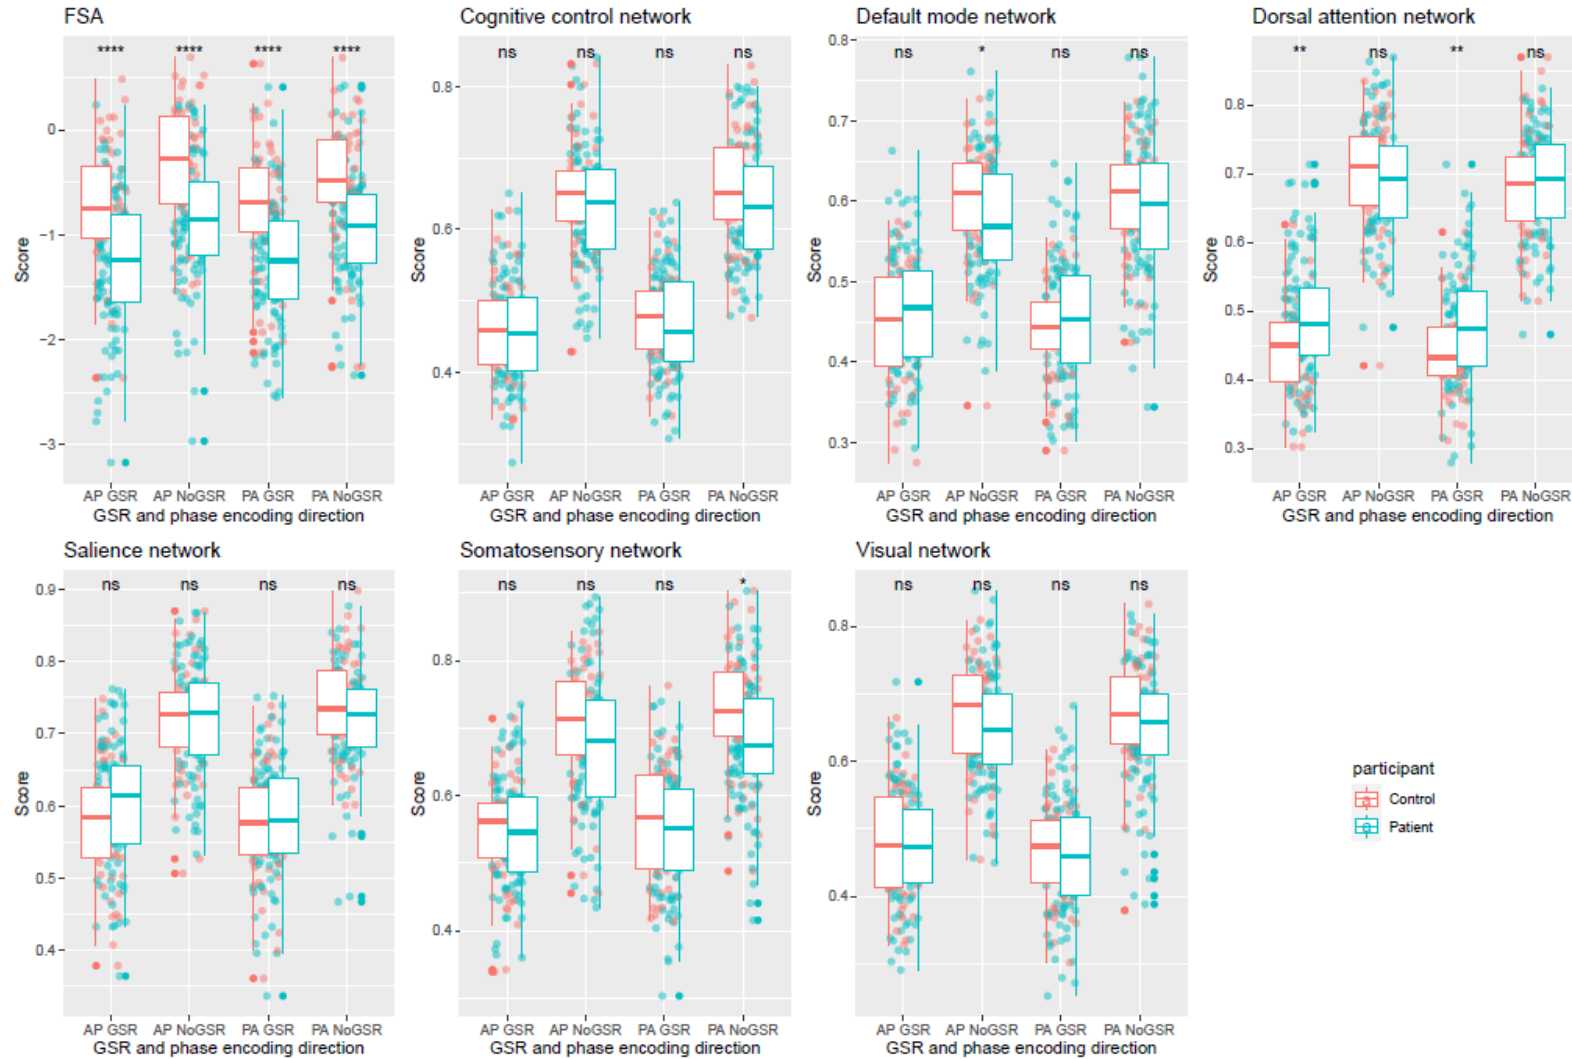 FSA
Cognitive control network
Default mode network
Dorsal attention network
**** **** **** ****
ns ns ns ns
ns * ns ns
** ns ** ns
Score
0
−1
−2
−3
AP GSR AP NoGSR PA GSR PA NoGSR
GSR and phase encoding direction
Score
0.8
0.6
0.4
AP GSR AP NoGSR PA GSR PA NoGSR
GSR and phase encoding direction
Score
0.8
0.7
0.6
0.5
0.4
0.3
AP GSR AP NoGSR PA GSR PA NoGSR
GSR and phase encoding direction
Score
0.8
0.7
0.6
0.5
0.4
0.3
AP GSR AP NoGSR PA GSR PA NoGSR
GSR and phase encoding direction
Salience network
Somatosensory network
Visual network
ns ns ns ns
ns ns ns *
ns ns ns ns
Score
0.9
0.8
0.7
0.6
0.5
0.4
AP GSR AP NoGSR PA GSR PA NoGSR
GSR and phase encoding direction
Score
0.8
0.6
0.4
AP GSR AP NoGSR PA GSR PA NoGSR
GSR and phase encoding direction
Score
0.8
0.6
0.4
AP GSR AP NoGSR PA GSR PA NoGSR
GSR and phase encoding direction
participant
a Control
a Patient